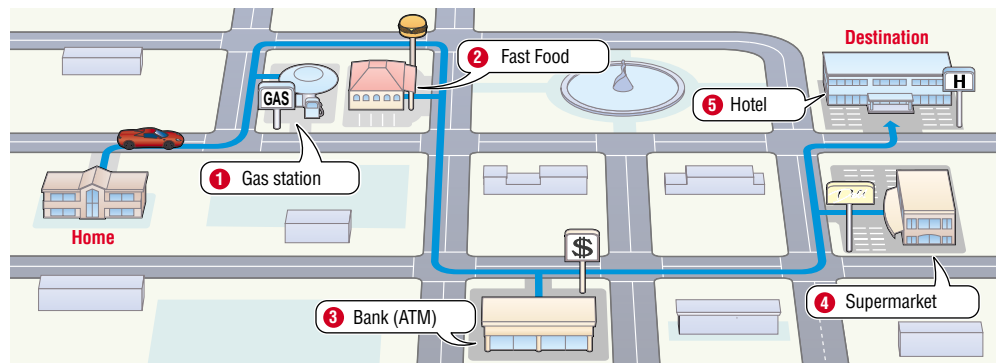 Destination
2 Fast Food
GAS
5 Hotel
H
1 Gas station
Home
$
3 Bank (ATM)
4 Supermarket